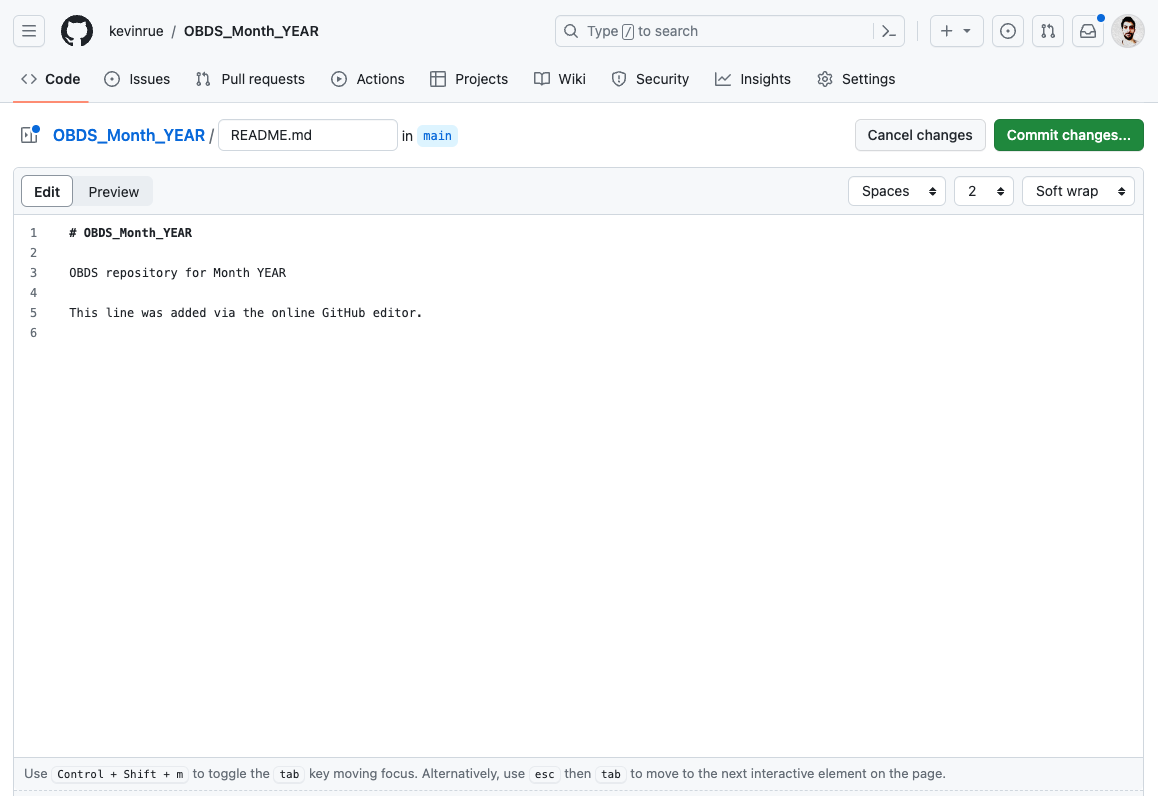 kevinrue / OBDS_Month_YEAR
Type / to search
Code Issues Pull requests Actions Projects Wiki Security Insights Settings
OBDS_Month_YEAR / README.md in main Cancel changes Commit changes...
Edit Preview Spaces 2 Soft wrap
1 # OBDS_Month_YEAR
2
3 OBDS repository for Month YEAR
4
5 This line was added via the online GitHub editor.
6
Use Control + Shift + m to toggle the tab key moving focus. Alternatively, use esc then tab to move to the next interactive element on the page.